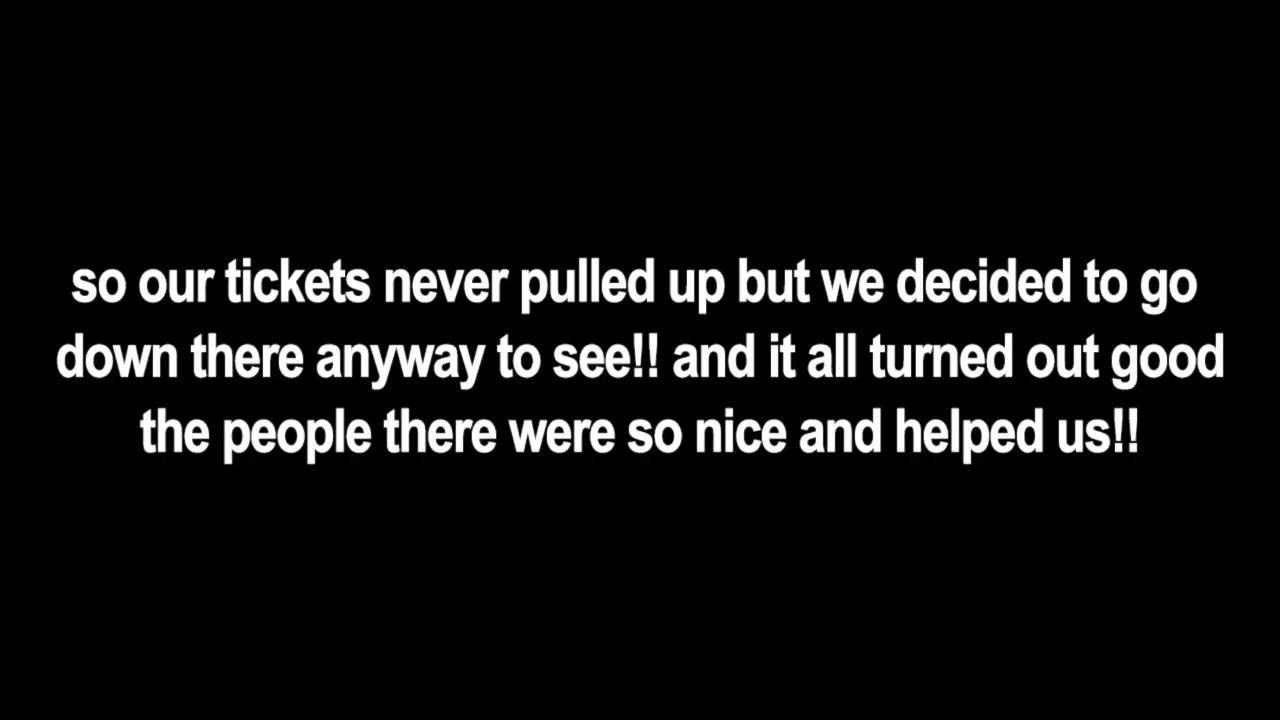 so our tickets never pulled up but we decided to go
down there anyway to see!! and it all turned out good
the people there were so nice and helped us!!